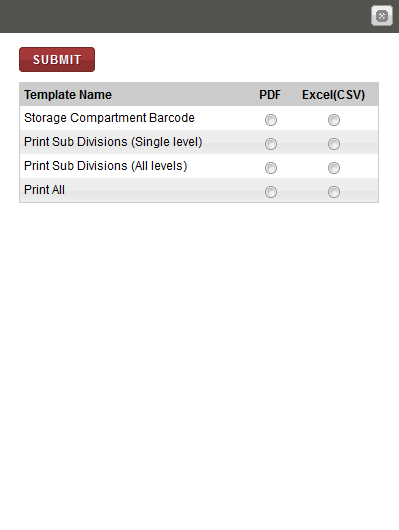 SUBMIT
Template Name PDF Excel(CSV)
Storage Compartment Barcode
Print Sub Divisions (Single level)
Print Sub Divisions (All levels)
Print All